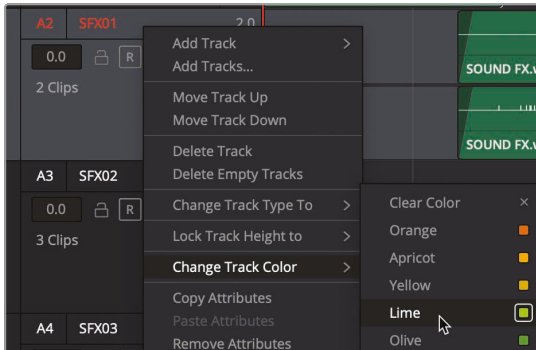 A2 SFX01 2.0
0.0 R
2 Clips
A3 SFX02
0.0 R
3 Clips
A4 SFX03
Add Track
Add Tracks...
Move Track Up
Move Track Down
Delete Track
Delete Empty Tracks
Change Track Type To
Lock Track Height to
Change Track Color
Copy Attributes
Paste Attributes
Remove Attributes
Clear Color
Orange
Apricot
Yellow
Lime
Olive
SOUND FX.
SOUND FX.